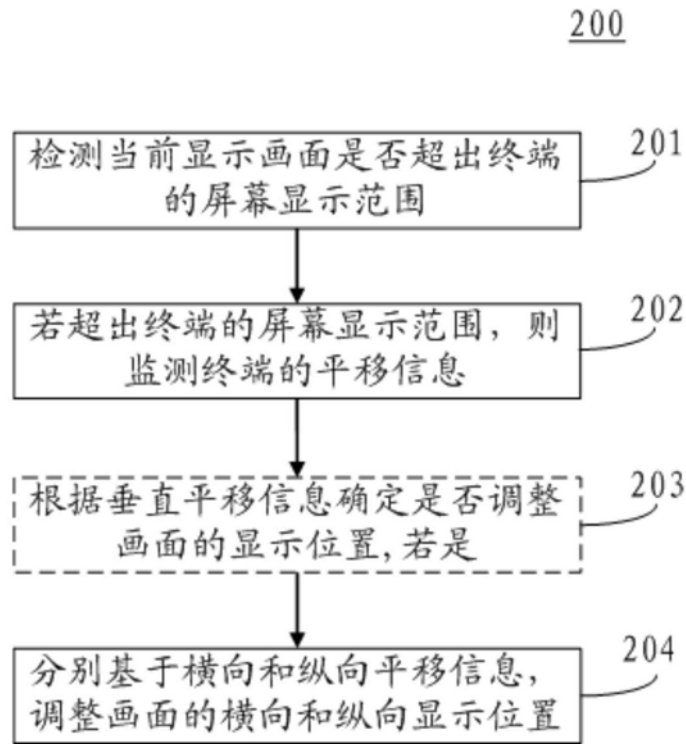 200
检测当前显示画面是否超出终端
的屏幕显示范围
201
若超出终端的屏幕显示范围，则
监测终端的平移信息
202
根据垂直平移信息确定是否调整
画面的显示位置,若是
203
分别基于横向和纵向平移信息，
调整画面的横向和纵向显示位置
204